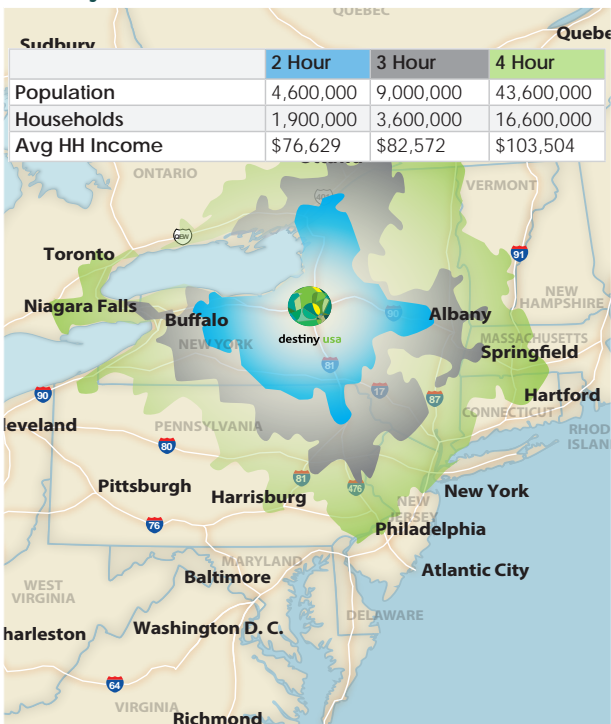 QUEBEC
Sudbury
Quebe
2 Hour 3 Hour 4 Hour
Population 4,600,000 9,000,000 43,600,000
Households 1,900,000 3,600,000 16,600,000
Avg HH Income $76,629 $82,572 $103,504
ONTARIO
VERMONT
401
QEW
Toronto
91
NEW
HAMPSHIRE
Niagara Falls
Buffalo
90
Albany
destiny usa
NEW YORK
MASSACHUSETTS
Springfield
81
17
87
90
Hartford
CONNECTICUT
leveland
PENNSYLVANIA
RHOD
ISLAN
80
Pittsburgh
Harrisburg
81
476
New York
NEW
JERSEY
76
Philadelphia
MARYLAND
Baltimore
Atlantic City
WEST
VIRGINIA
DELAWARE
harleston
Washington D. C.
64
VIRGINIA
Richmond